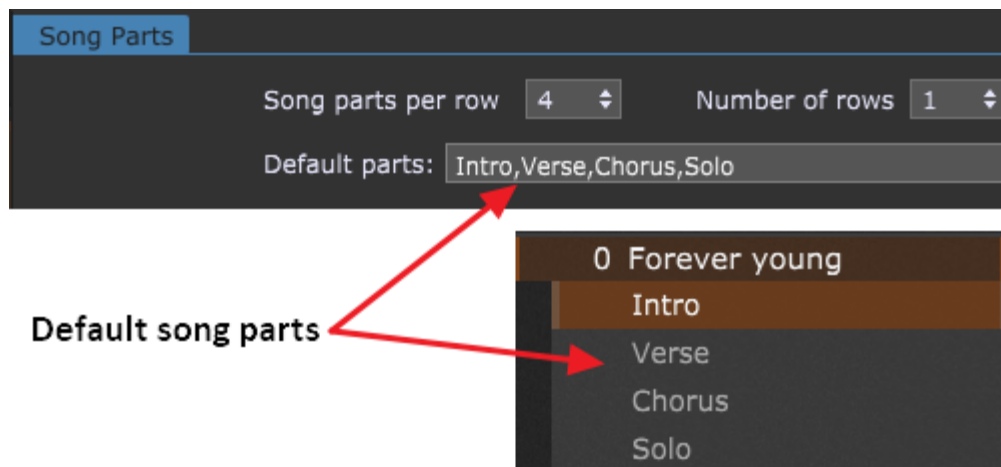 Song Parts
Song parts per row 4 Number of rows 1
Default parts: Intro,Verse,Chorus,Solo
0 Forever young
Intro
Default song parts
Verse
Chorus
Solo